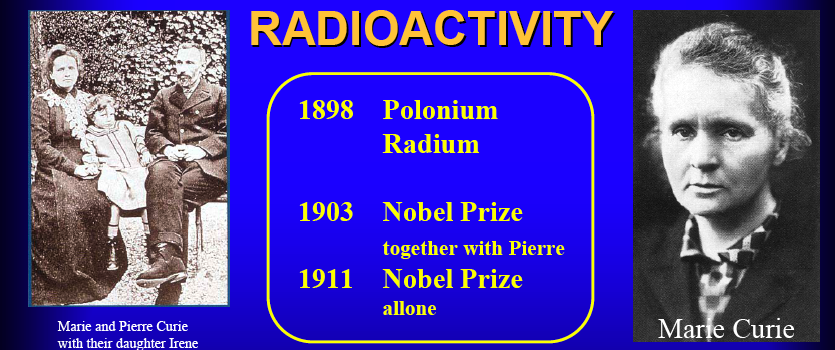 RADIOACTIVITY
1898 Polonium
Radium
1903 Nobel Prize
together with Pierre
1911 Nobel Prize
allone
Marie and Pierre Curie
with their daughter Irene
Marie Curie